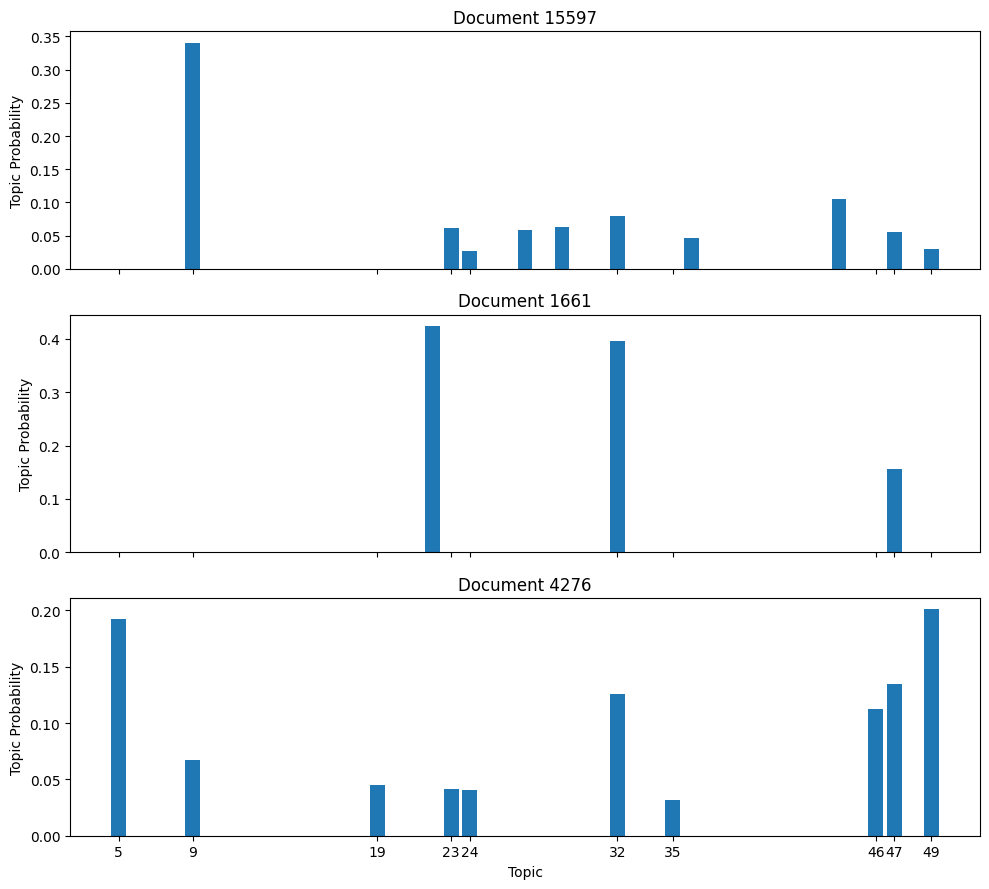 Document 15597
Topic Probability
0.35
0.30
0.25
0.20
0.15
0.10
0.05
0.00
Document 1661
Topic Probability
0.4
0.3
0.2
0.1
0.0
Document 4276
Topic Probability
0.20
0.15
0.10
0.05
0.00
5 9 19 23 24 32 35 46 47 49
Topic